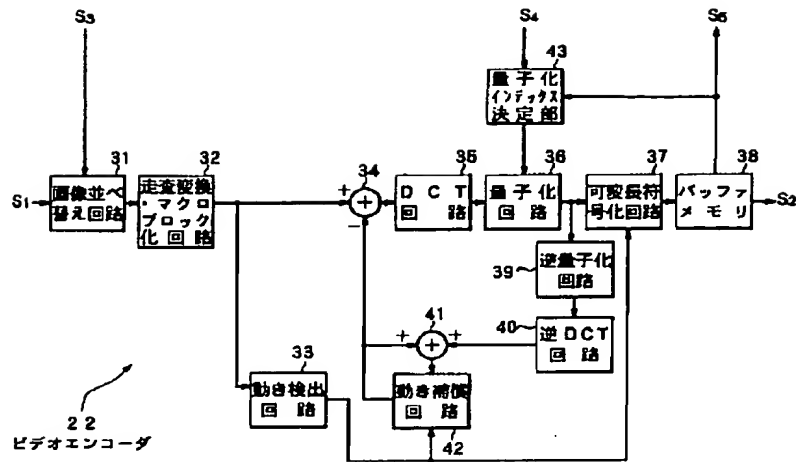 S3
S4
S5
43
量子化
インデックス
決定部
31
32
34
35
36
37
38
S1
画像並べ
替え回路
走査変換
・マクロ
ブロック
化回路
+
+
−
DCT
回路
量子化
回路
可変長符
号化回路
バッファ
メモリ
S2
39
逆量子化
回路
41
40
+
+
+
逆DCT
回路
33
動き検出
回路
動き補償
回路
42
22
ビデオエンコーダ